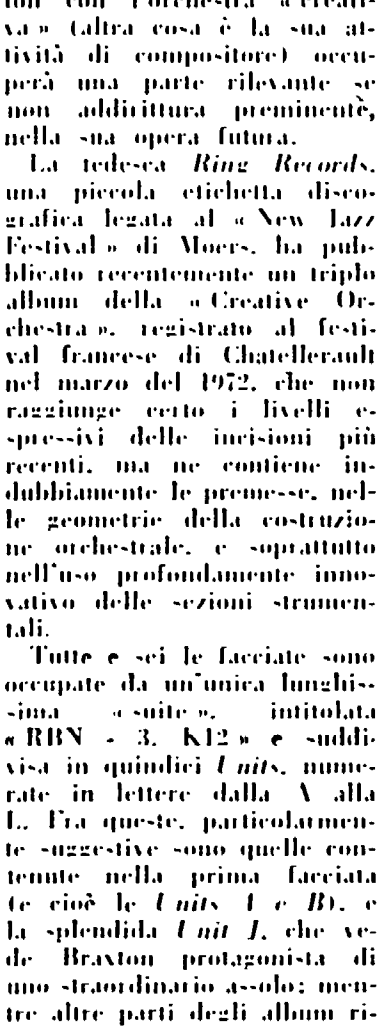 ton con l'orchestra « creati-
va » (altra cosa è la sua at-
tività di compositore) occu-
perà una parte rilevante se
non addirittura preminente,
nella sua opera futura.
La tedesca Ring Records,
una piccola etichetta disco-
grafica legata al « New Jazz
Festival » di Moers, ha pub-
blicato recentemente un triplo
album della « Creative Or-
chestra », registrato al festi-
val francese di Chatellerault
nel marzo del 1972, che non
raggiunge certo i livelli e-
spressivi delle incisioni più
recenti, ma ne contiene in-
dubbiamente le premesse, nel-
le geometrie della costruzio-
ne orchestrale, e soprattutto
nell'uso profondamente inno-
vativo delle sezioni strumen-
tali.
Tutte e sei le facciate sono
occupate da un'unica lunghis-
sima « suite », intitolata
« RBN - 3. K12 » e suddi-
visa in quindici Units, nume-
rate in lettere dalla A alla
L. Fra queste, particolarmen-
te suggestive sono quelle con-
tenute nella prima facciata
(e cioè le Units A e B), e
la splendida Unit J, che ve-
de Braxton protagonista di
uno straordinario assolo; men-
tre altre parti degli album ri-